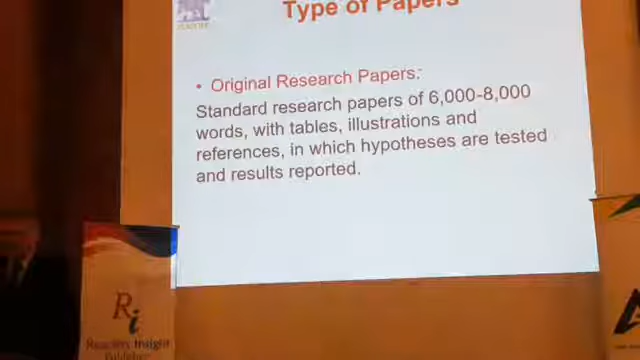 Type of Papers
• Original Research Papers:
Standard research papers of 6,000-8,000
words, with tables, illustrations and
references, in which hypotheses are tested
and results reported.
Ri
Readers Insight
Publisher